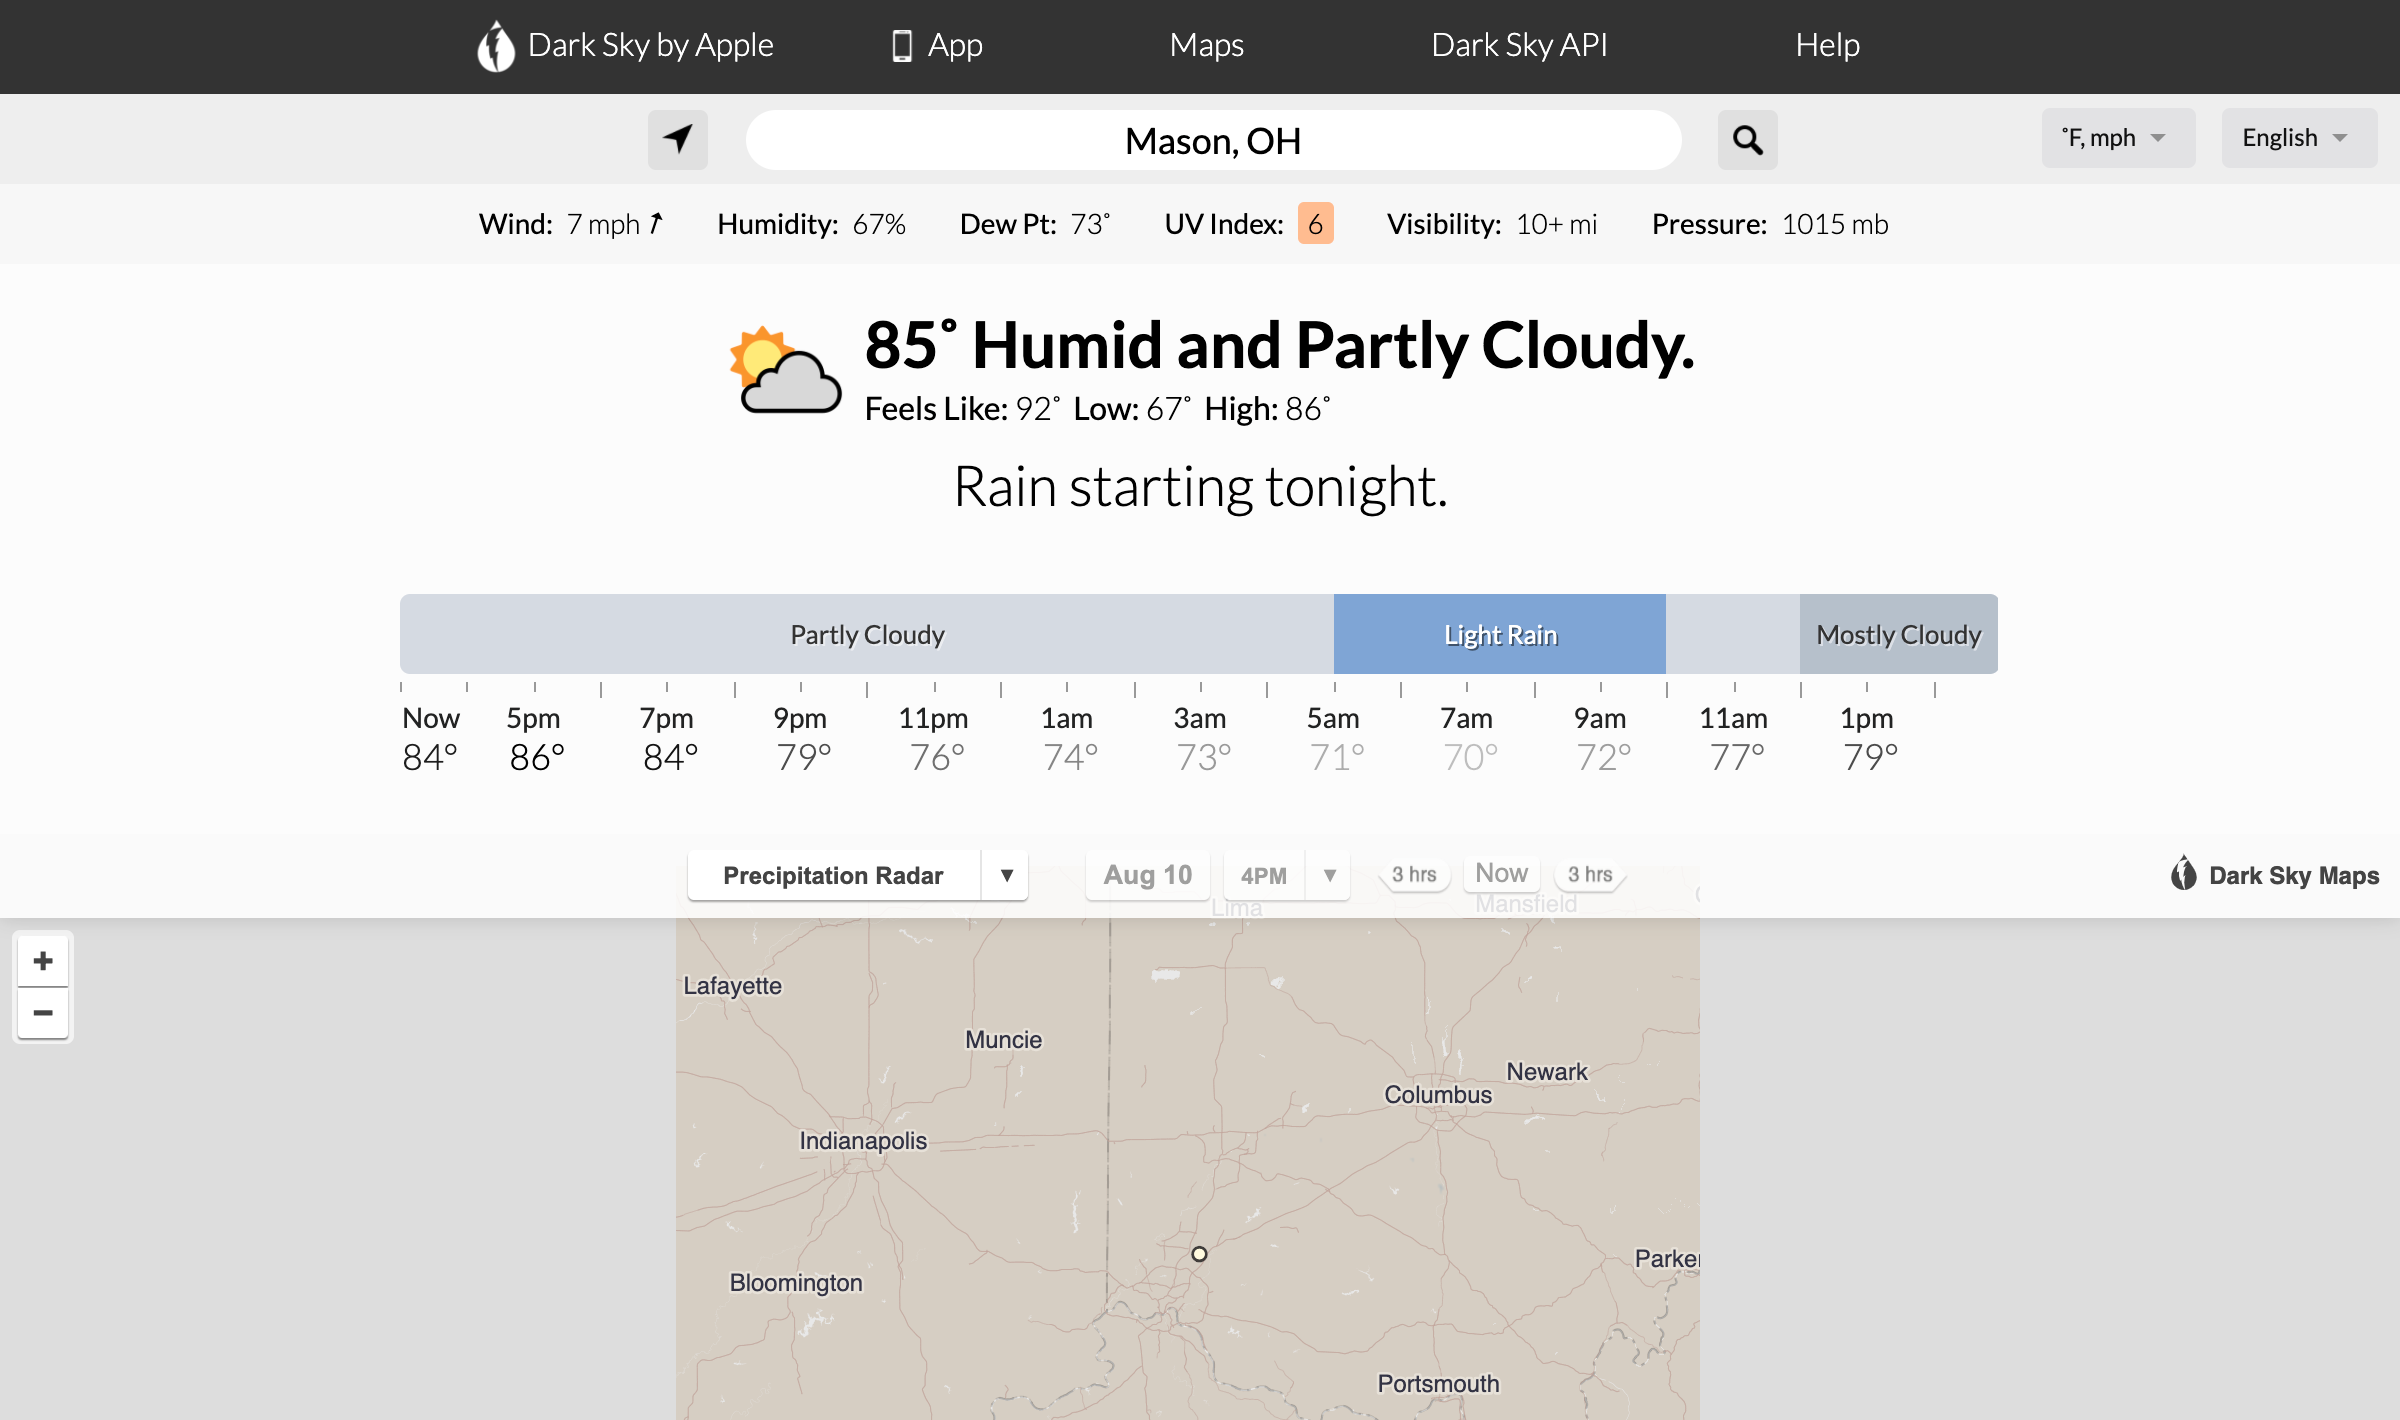 Dark Sky by Apple App Maps Dark Sky API Help
Mason, OH ˚F, mph English
Wind: 7 mph Humidity: 67% Dew Pt: 73˚ UV Index: 6 Visibility: 10+ mi Pressure: 1015 mb
85˚ Humid and Partly Cloudy.
Feels Like: 92˚ Low: 67˚ High: 86˚
Rain starting tonight.
Partly Cloudy Light Rain Mostly Cloudy
Now 5pm 7pm 9pm 11pm 1am 3am 5am 7am 9am 11am 1pm
84° 86° 84° 79° 76° 74° 73° 71° 70° 72° 77° 79°
Precipitation Radar ▼ Aug 10 4PM ▼ 3 hrs Now 3 hrs Dark Sky Maps
Lima Mansfield
+
Lafayette
−
Muncie
Newark
Columbus
Indianapolis
Parker
Bloomington
Portsmouth